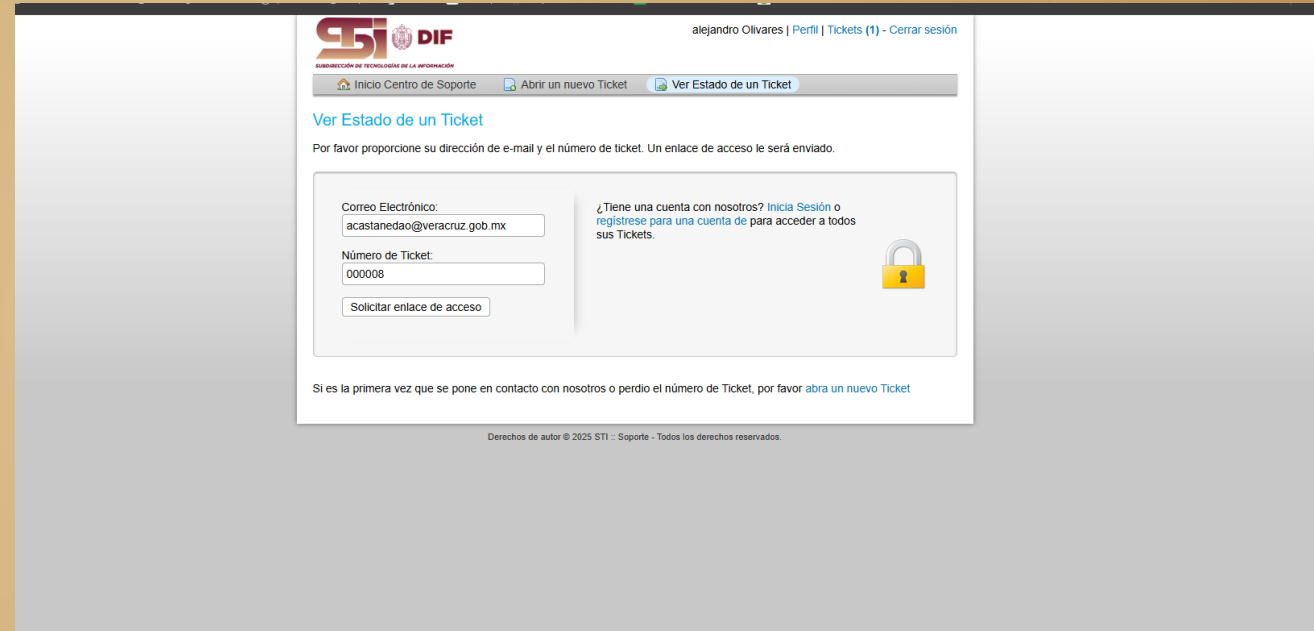 STI DIF
SUBDIRECCIÓN DE TECNOLOGÍAS DE LA INFORMACIÓN
alejandro Olivares | Perfil | Tickets (1) - Cerrar sesión
Inicio Centro de Soporte Abrir un nuevo Ticket Ver Estado de un Ticket
Ver Estado de un Ticket
Por favor proporcione su dirección de e-mail y el número de ticket. Un enlace de acceso le será enviado.
Correo Electrónico:
acastanedao@veracruz.gob.mx
Número de Ticket:
000008
Solicitar enlace de acceso
¿Tiene una cuenta con nosotros? Inicia Sesión o
regístrese para una cuenta de para acceder a todos
sus Tickets.
Si es la primera vez que se pone en contacto con nosotros o perdio el número de Ticket, por favor abra un nuevo Ticket
Derechos de autor © 2025 STI :: Soporte - Todos los derechos reservados.